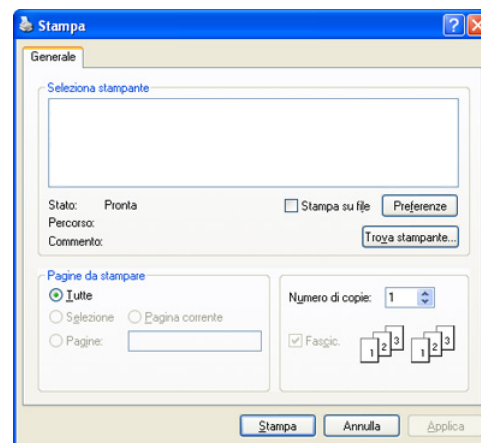 Stampa
Generale
Seleziona stampante
Stato: Pronta
Percorso:
Commento:
Stampa su file
Preferenze
Trova stampante...
Pagine da stampare
Tutte
Selezione Pagina corrente
Pagine:
Numero di copie: 1
Fascic.
1 2 3 1 2 3
Stampa Annulla Applica